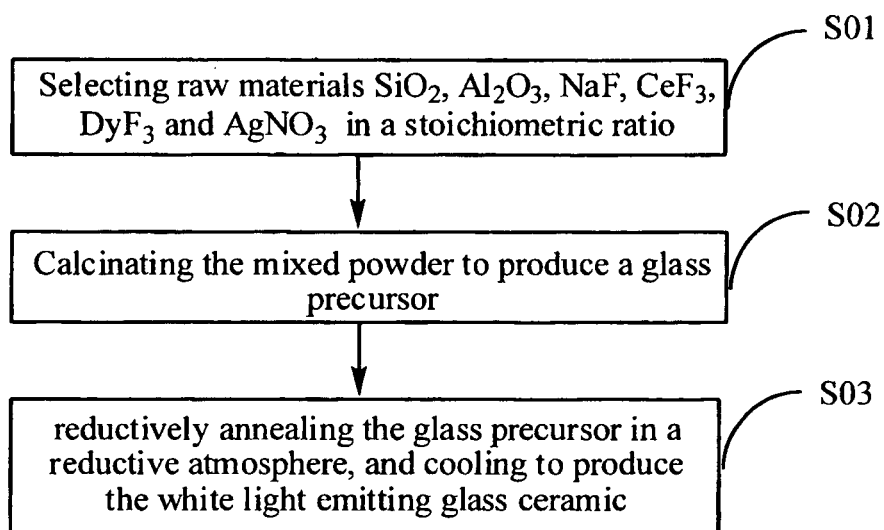 S01
Selecting raw materials SiO₂, Al₂O₃, NaF, CeF₃,
DyF₃ and AgNO₃ in a stoichiometric ratio
S02
Calcinating the mixed powder to produce a glass
precursor
S03
reductively annealing the glass precursor in a
reductive atmosphere, and cooling to produce
the white light emitting glass ceramic